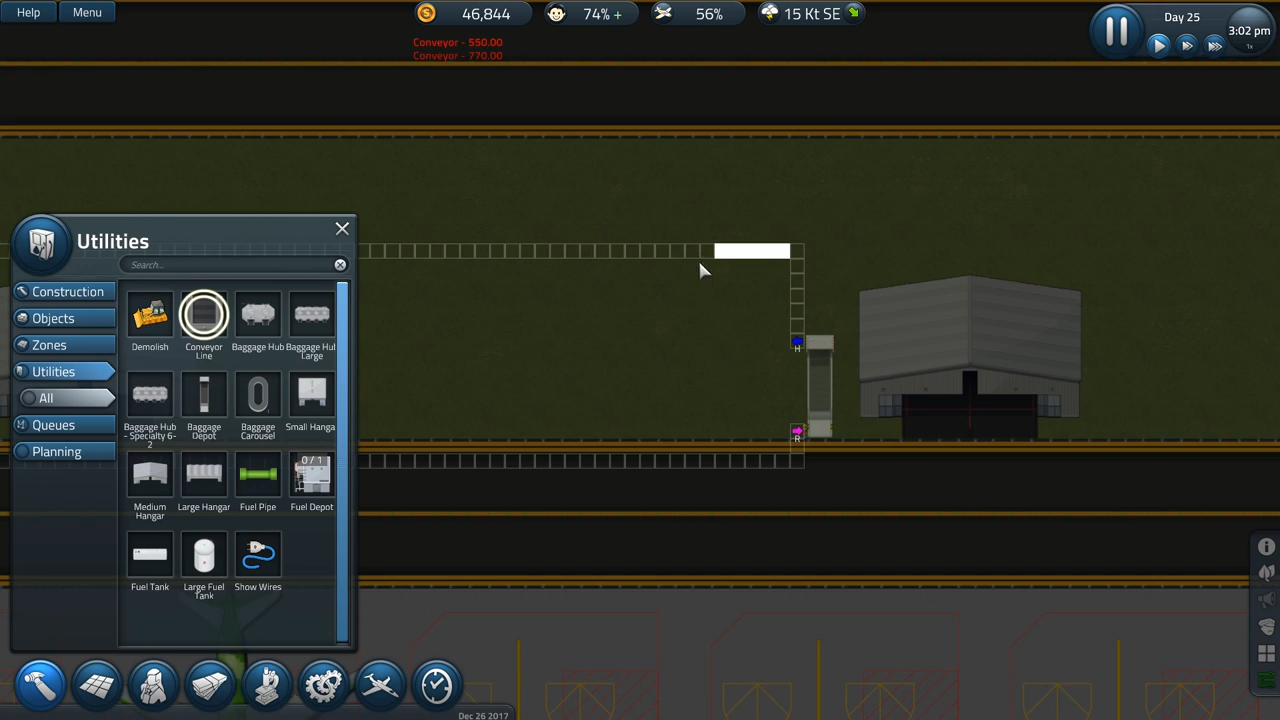 Help
Menu
46,844
74% +
56%
15 Kt SE
Day 25
3:02 pm
1x
Conveyor - 550.00
Conveyor - 770.00
Utilities
Search...
Construction
Objects
Zones
Utilities
All
Queues
Planning
Demolish
Conveyor
Line
Baggage Hub
Baggage Hub
Large
Baggage Hub
- Specialty 6-
2
Baggage
Depot
Baggage
Carousel
Small Hanga
Medium
Hangar
Large Hangar
Fuel Pipe
0 / 1
Fuel Depot
Fuel Tank
Large Fuel
Tank
Show Wires
H
R
Dec 26 2017